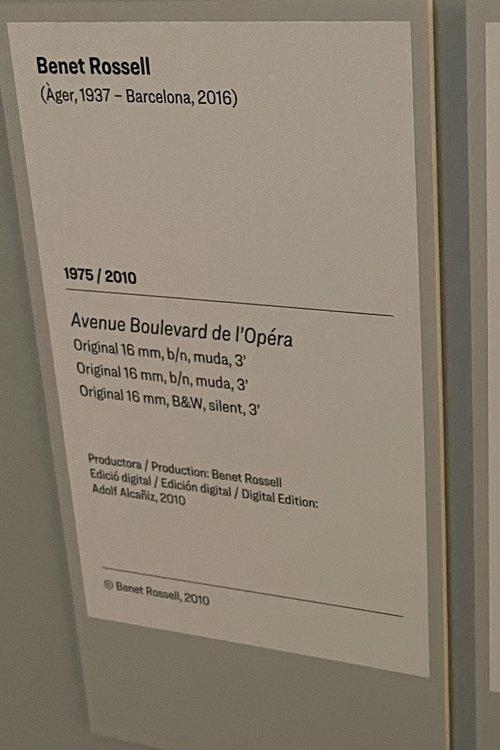 Benet Rossell
(Àger, 1937 – Barcelona, 2016)
1975 / 2010
Avenue Boulevard de l'Opéra
Original 16 mm, b/n, muda, 3'
Original 16 mm, b/n, muda, 3'
Original 16 mm, B&W, silent, 3'
Productora / Production: Benet Rossell
Edició digital / Edición digital / Digital Edition:
Adolf Alcañiz, 2010
© Benet Rossell, 2010